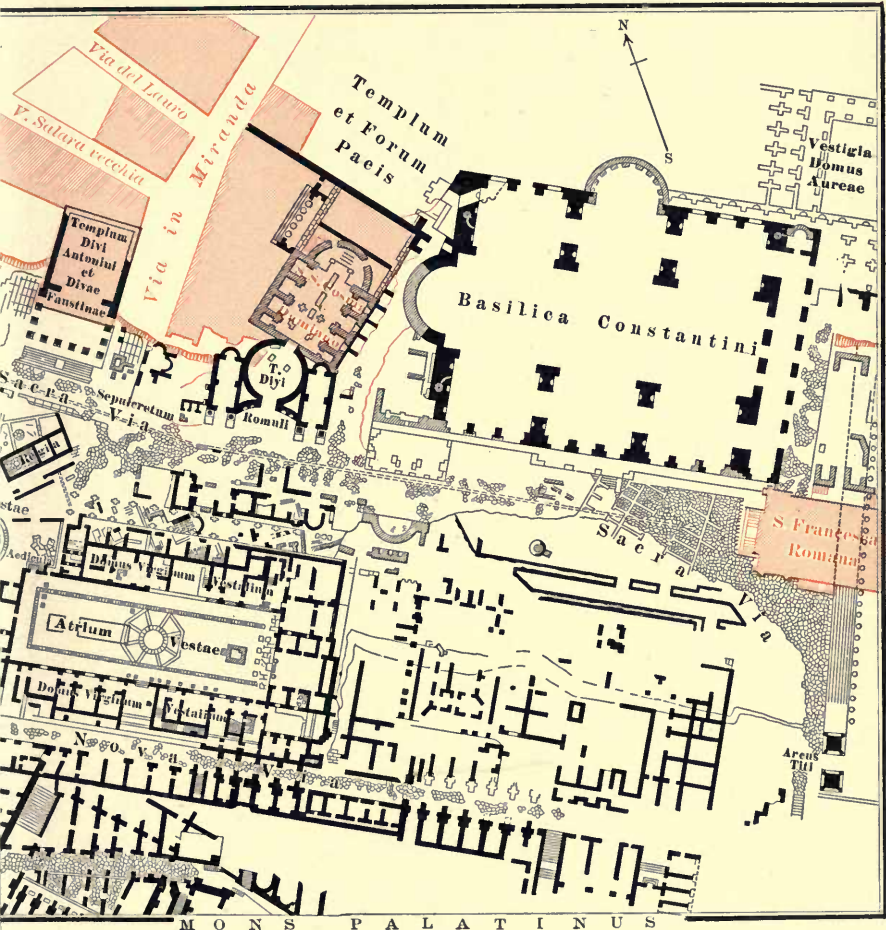 N
S
Via del Lauro
V. Salara vecchia
Via in Miranda
Templum
et Forum
Pacis
Vestigia
Domus
Aureae
Templum
Divi
Antonini
et
Divae
Faustinae
Basilica Constantini
T.
Divi
Romuli
Sacra Via
Sepulcretum
Regia
S. Francesca
Romana
Sacra Via
Domus Virginum Vestalium
Atrium Vestae
Domus Virginum Vestalium
Nova Via
Arcus
Titi
MONS PALATINUS